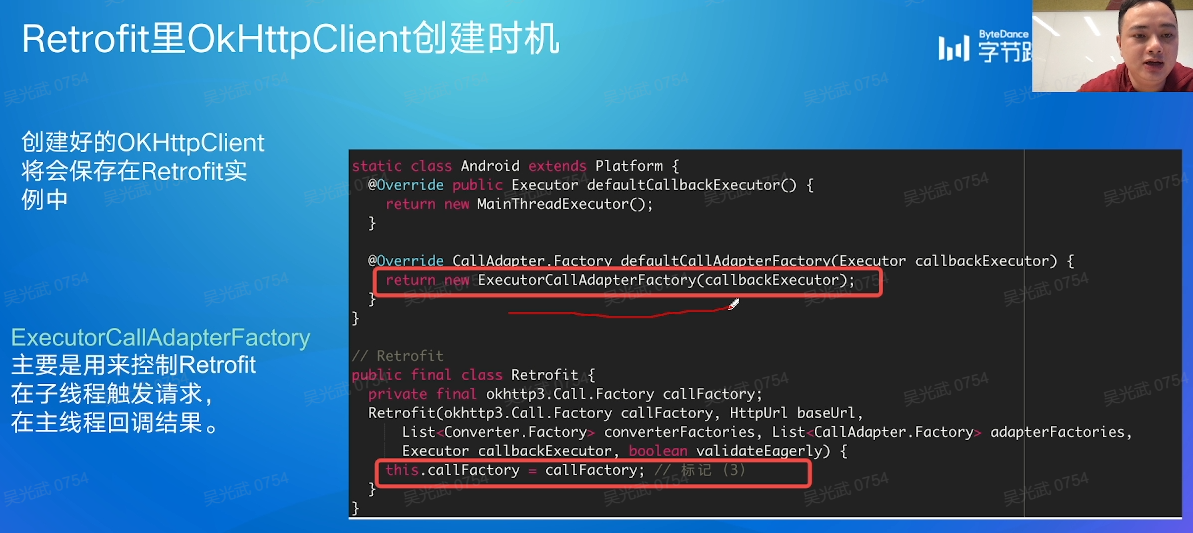 Retrofit里OkHttpClient创建时机
ByteDance
字节跳
创建好的OKHttpClient
将会保存在Retrofit实
例中
ExecutorCallAdapterFactory
主要是用来控制Retrofit
在子线程触发请求，
在主线程回调结果。
static class Android extends Platform {
@Override public Executor defaultCallbackExecutor() {
return new MainThreadExecutor();
}
@Override CallAdapter.Factory defaultCallAdapterFactory(Executor callbackExecutor) {
return new ExecutorCallAdapterFactory(callbackExecutor);
}
}
// Retrofit
public final class Retrofit {
private final okhttp3.Call.Factory callFactory;
Retrofit(okhttp3.Call.Factory callFactory, HttpUrl baseUrl,
List<Converter.Factory> converterFactories, List<CallAdapter.Factory> adapterFactories,
Executor callbackExecutor, boolean validateEagerly) {
this.callFactory = callFactory; // 标记 (3)
}
}
吴光武 0754